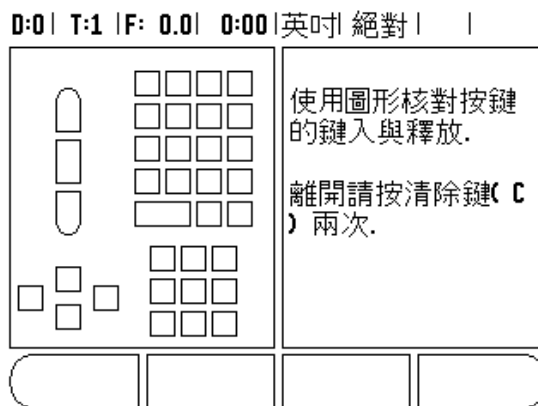 D:0| T:1 |F: 0.0| 0:00|英吋| 絕對| |
使用圖形核對按鍵
的鍵入與釋放.
離開請按清除鍵( C
) 兩次.